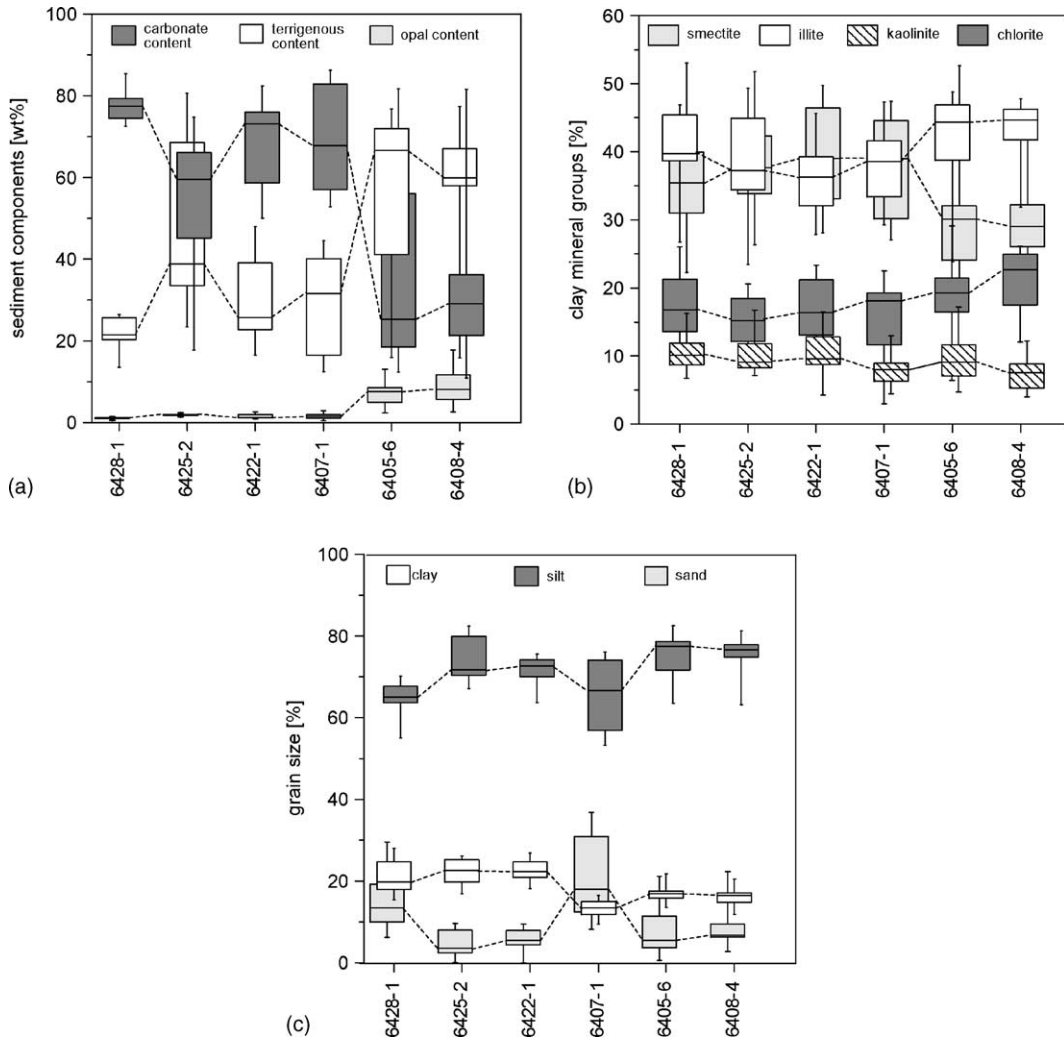 carbonate content
terrigenous content
opal content
sediment components [wt%]
100
80
60
40
20
0
6428-1
6425-2
6422-1
6407-1
6405-6
6408-4
(a)
smectite
illite
kaolinite
chlorite
clay mineral groups [%]
60
50
40
30
20
10
0
6428-1
6425-2
6422-1
6407-1
6405-6
6408-4
(b)
clay
silt
sand
grain size [%]
100
80
60
40
20
0
6428-1
6425-2
6422-1
6407-1
6405-6
6408-4
(c)